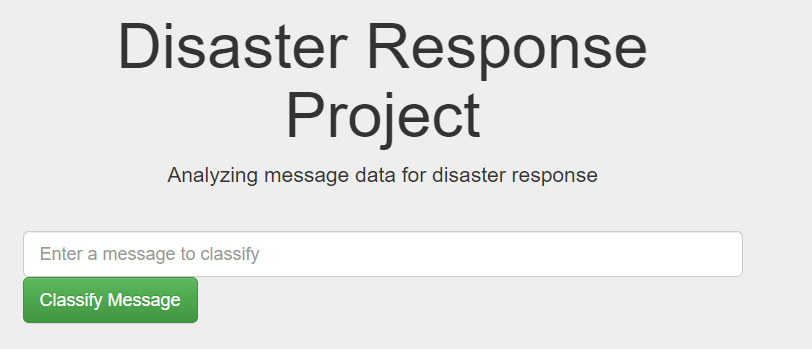 Disaster Response
Project
Analyzing message data for disaster response
Enter a message to classify
Classify Message